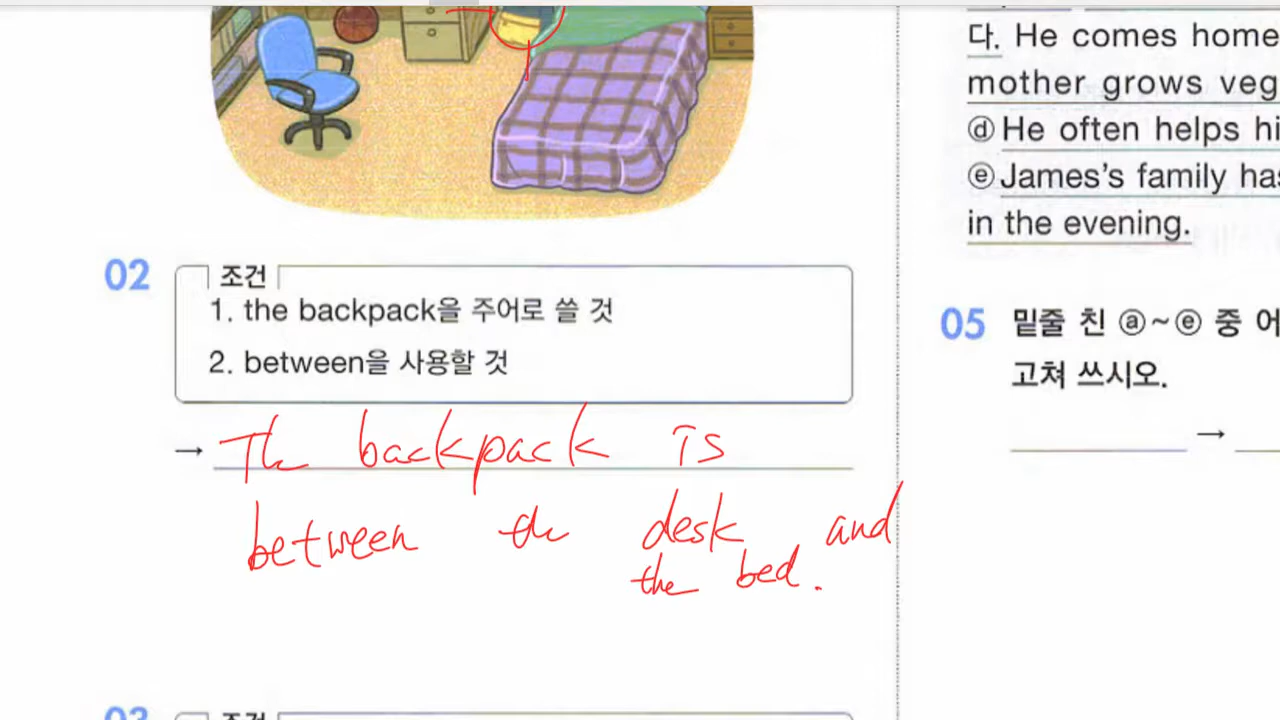 02
조건
1. the backpack을 주어로 쓸 것
2. between을 사용할 것
→ The backpack is
between the desk and
the bed.
03
조건
다. He comes home
mother grows veg
ⓓ He often helps hi
ⓔ James's family has
in the evening.
05 밑줄 친 ⓐ~ⓔ 중 어
고쳐 쓰시오.
→